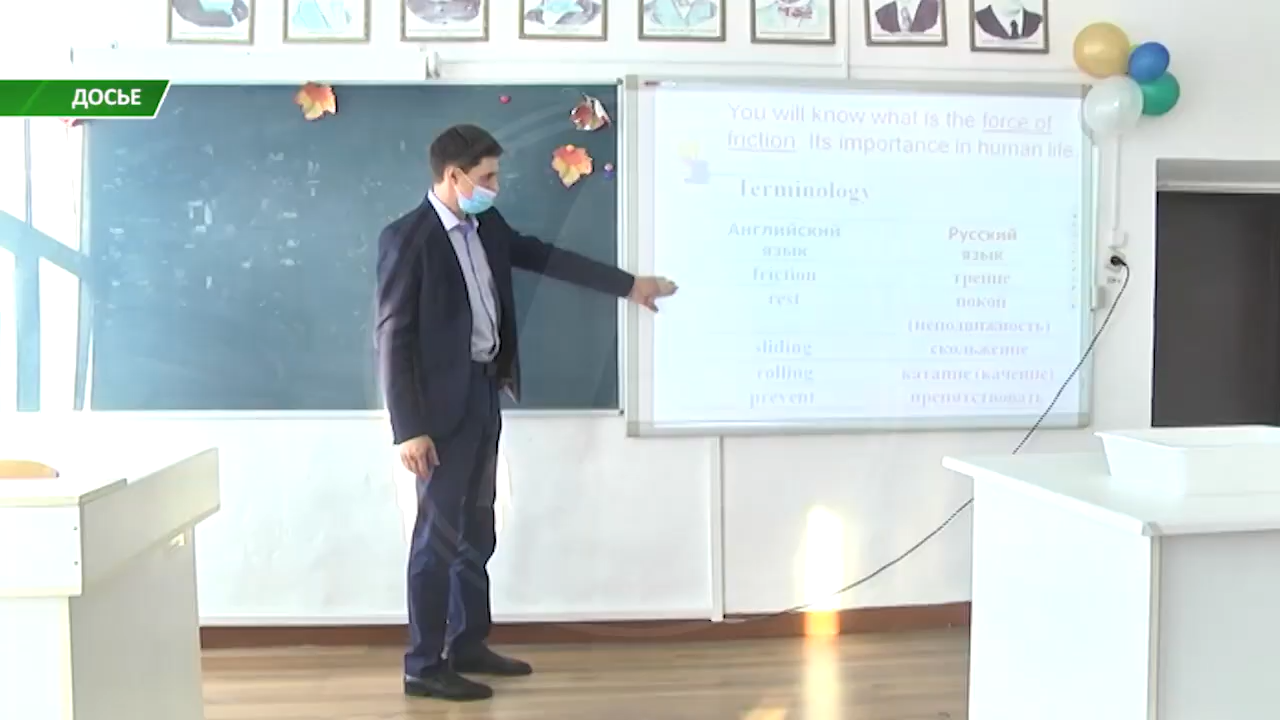 ДОСЬЕ
You will know what is the force of
friction. Its importance in human life.
Terminology
Английский язык
Русский язык
friction трение
rest покой
(неподвижность)
sliding скольжение
rolling катание(качение)
prevent препятствовать